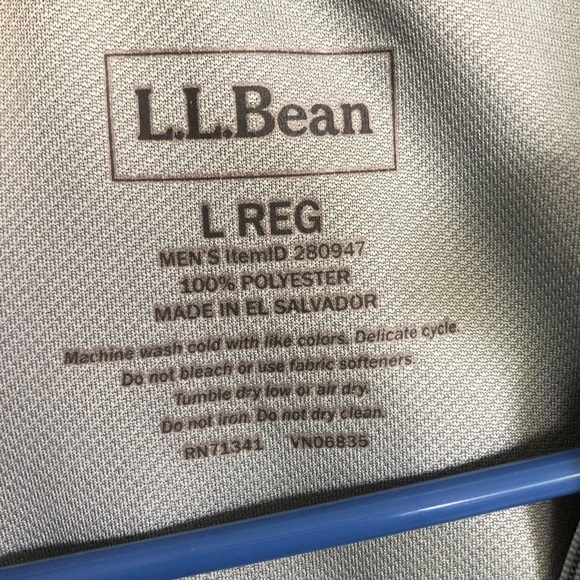 L.L.Bean
L REG
MEN'S ItemID 280947
100% POLYESTER
MADE IN EL SALVADOR
Machine wash cold with like colors. Delicate cycle.
Do not bleach or use fabric softeners.
Tumble dry low or air dry.
Do not iron. Do not dry clean.
RN71341 VN06835